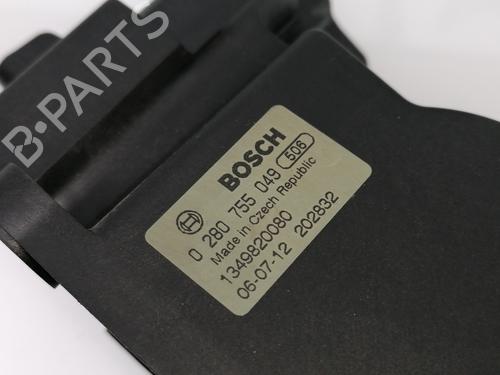 B-PARTS
BOSCH
0 280 755 049 506
Made in Czech Republic
1349820080
06-07-12 202832